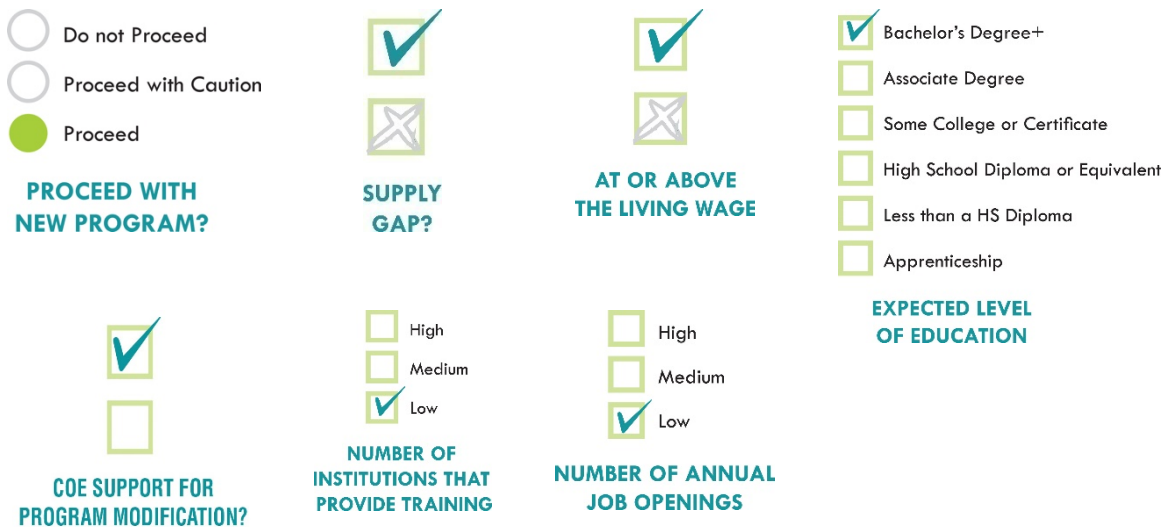 Do not Proceed
Proceed with Caution
Proceed
PROCEED WITH
NEW PROGRAM?
SUPPLY
GAP?
AT OR ABOVE
THE LIVING WAGE
Bachelor's Degree+
Associate Degree
Some College or Certificate
High School Diploma or Equivalent
Less than a HS Diploma
Apprenticeship
EXPECTED LEVEL
OF EDUCATION
COE SUPPORT FOR
PROGRAM MODIFICATION?
High
Medium
Low
NUMBER OF
INSTITUTIONS THAT
PROVIDE TRAINING
High
Medium
Low
NUMBER OF ANNUAL
JOB OPENINGS